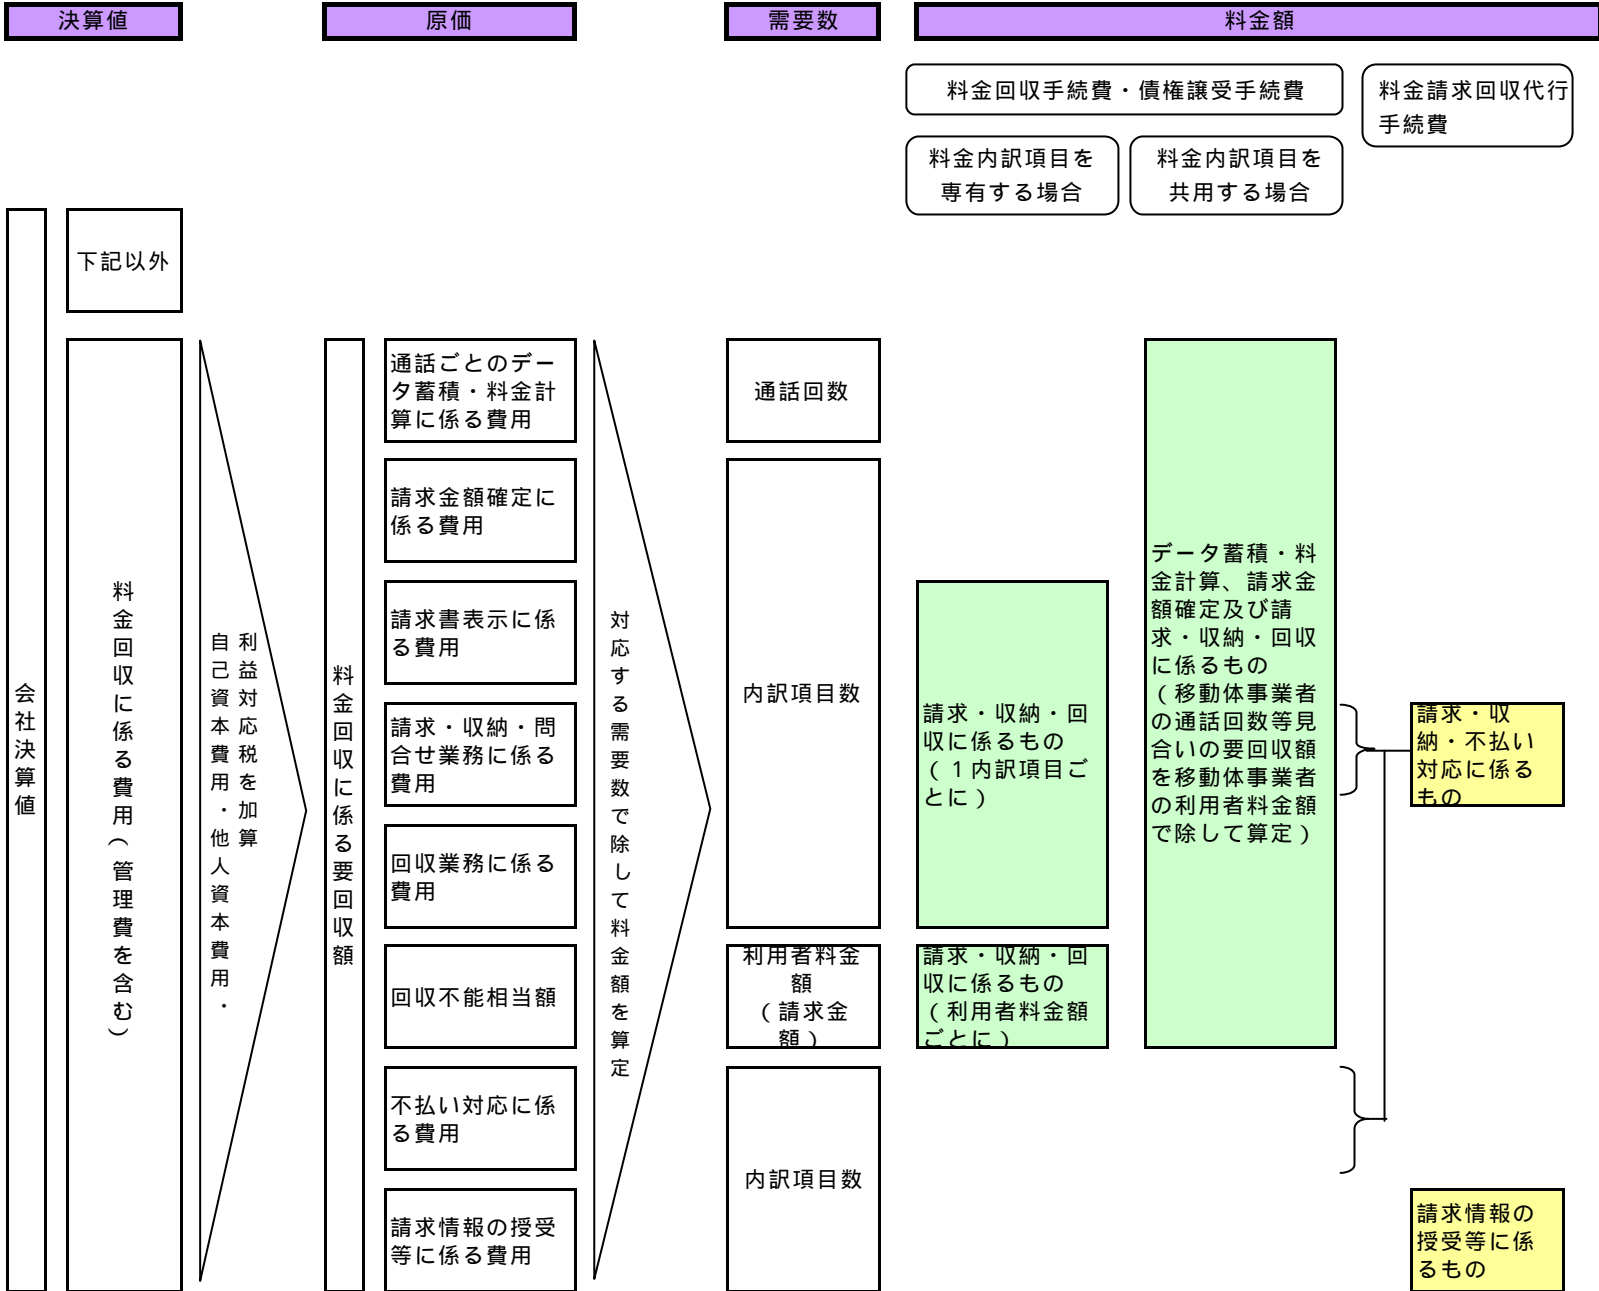 決算値
原価
需要数
料金額
料金回収手続費・債権譲受手続費
料金請求回収代行
手続費
料金内訳項目を
専有する場合
料金内訳項目を
共用する場合
会社決算値
下記以外
料金回収に係る費用（管理費を含む）
利益対応税を加算
自己資本費用・他人資本費用・
料金回収に係る要回収額
通話ごとのデー
タ蓄積・料金計
算に係る費用
請求金額確定に
係る費用
請求書表示に係
る費用
請求・収納・問
合せ業務に係る
費用
回収業務に係る
費用
回収不能相当額
不払い対応に係
る費用
請求情報の授受
等に係る費用
対応する需要数で除して料金額を算定
通話回数
内訳項目数
利用者料金
額
（請求金
額）
内訳項目数
請求・収納・回
収に係るもの
（１内訳項目ご
とに）
請求・収納・回
収に係るもの
（利用者料金額
ごとに）
データ蓄積・料
金計算、請求金
額確定及び請
求・収納・回収
に係るもの
（移動体事業者
の通話回数等見
合いの要回収額
を移動体事業者
の利用者料金額
で除して算定）
請求・収
納・不払い
対応に係る
もの
請求情報の
授受等に係
るもの